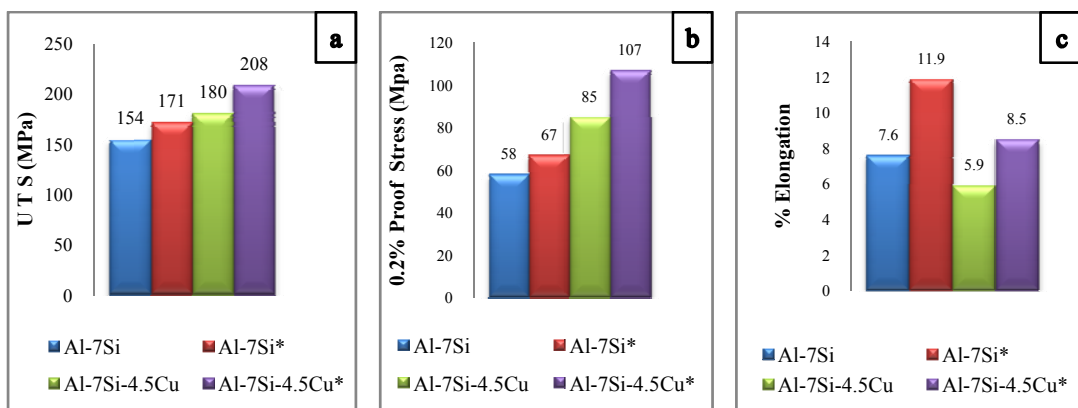 a
U T S (MPa)
250
200
150
100
50
0
154
171
180
208
Al-7Si
Al-7Si*
Al-7Si-4.5Cu
Al-7Si-4.5Cu*
b
0.2% Proof Stress (Mpa)
120
100
80
60
40
20
0
58
67
85
107
Al-7Si
Al-7Si*
Al-7Si-4.5Cu
Al-7Si-4.5Cu*
c
% Elongation
14
12
10
8
6
4
2
0
7.6
11.9
5.9
8.5
Al-7Si
Al-7Si*
Al-7Si-4.5Cu
Al-7Si-4.5Cu*